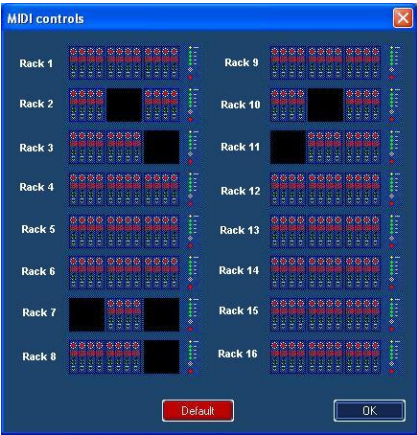 MIDI controls
Rack 1
Rack 9
Rack 2
Rack 10
Rack 3
Rack 11
Rack 4
Rack 12
Rack 5
Rack 13
Rack 6
Rack 14
Rack 7
Rack 15
Rack 8
Rack 16
Default
OK